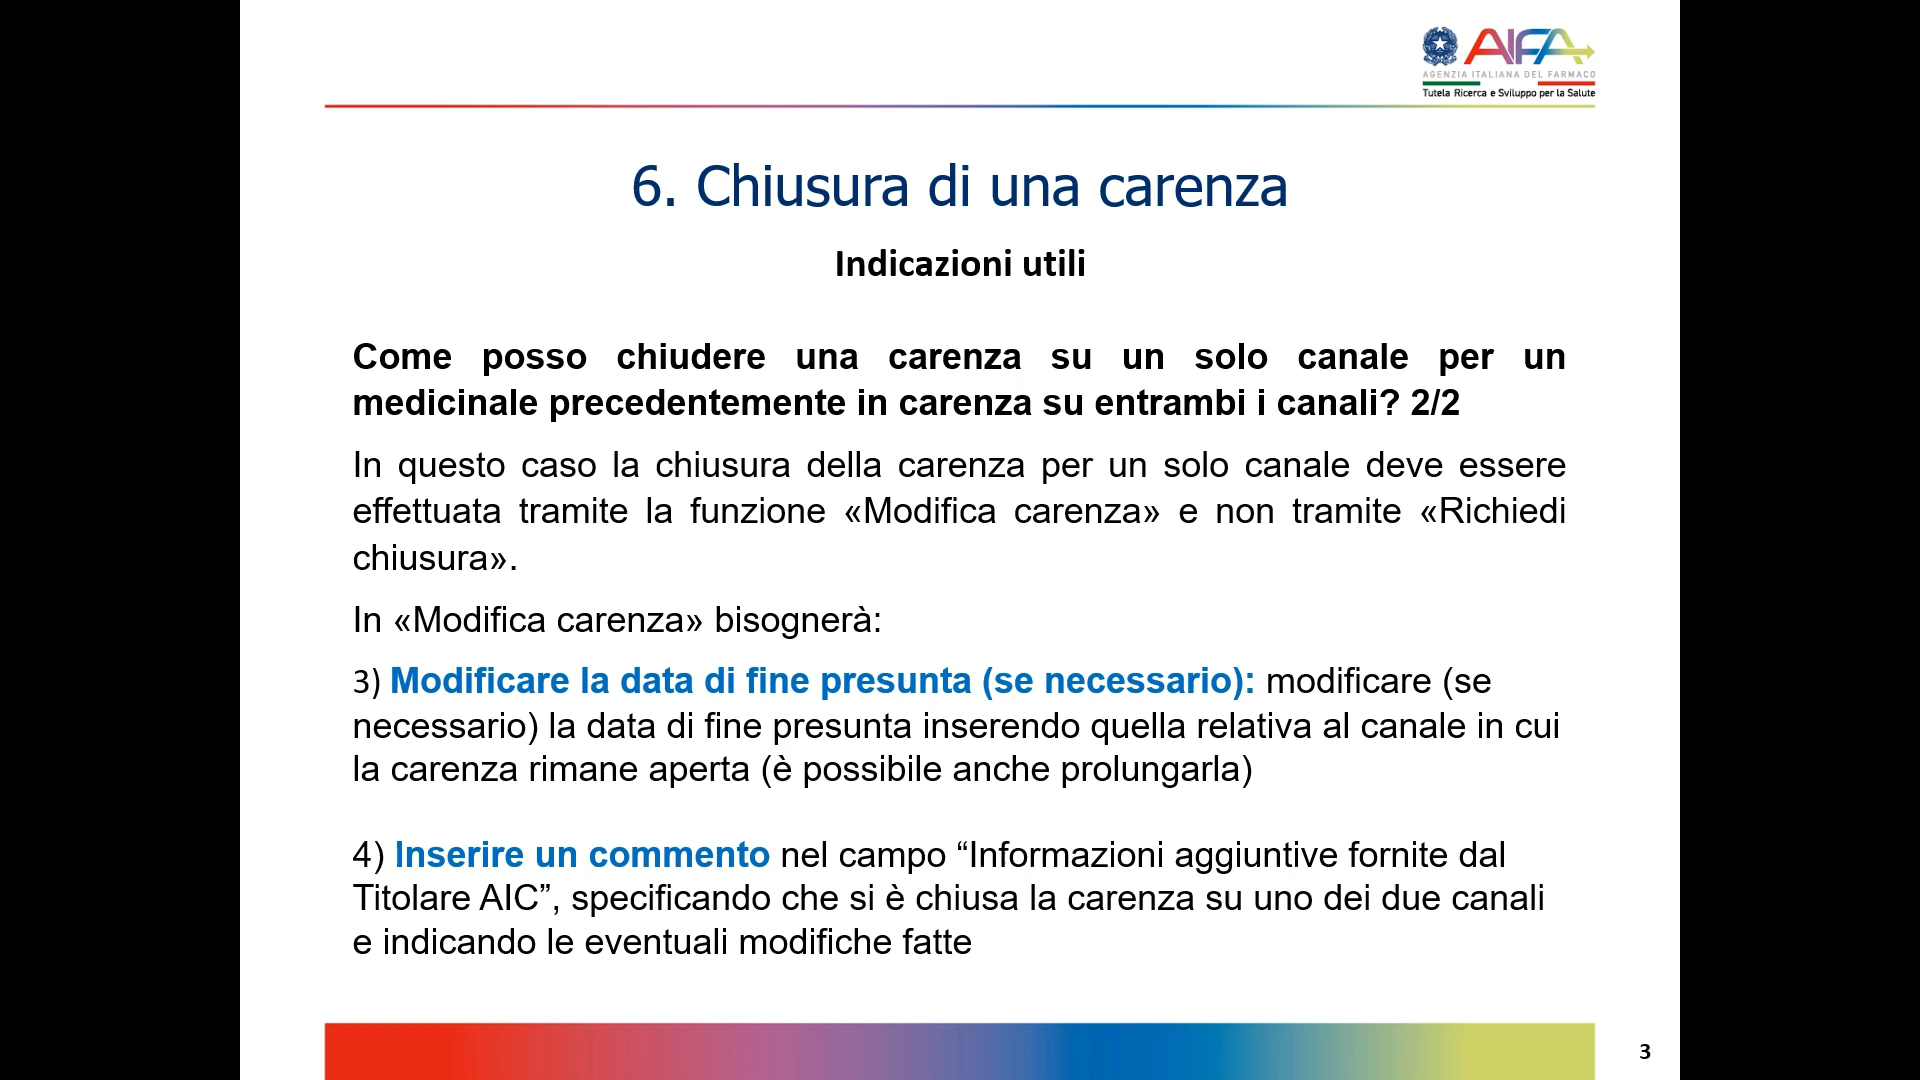 AIFA
AGENZIA ITALIANA DEL FARMACO
Tutela Ricerca e Sviluppo per la Salute
6. Chiusura di una carenza
Indicazioni utili
Come posso chiudere una carenza su un solo canale per un
medicinale precedentemente in carenza su entrambi i canali? 2/2
In questo caso la chiusura della carenza per un solo canale deve essere
effettuata tramite la funzione «Modifica carenza» e non tramite «Richiedi
chiusura».
In «Modifica carenza» bisognerà:
3) Modificare la data di fine presunta (se necessario): modificare (se
necessario) la data di fine presunta inserendo quella relativa al canale in cui
la carenza rimane aperta (è possibile anche prolungarla)
4) Inserire un commento nel campo “Informazioni aggiuntive fornite dal
Titolare AIC”, specificando che si è chiusa la carenza su uno dei due canali
e indicando le eventuali modifiche fatte
3